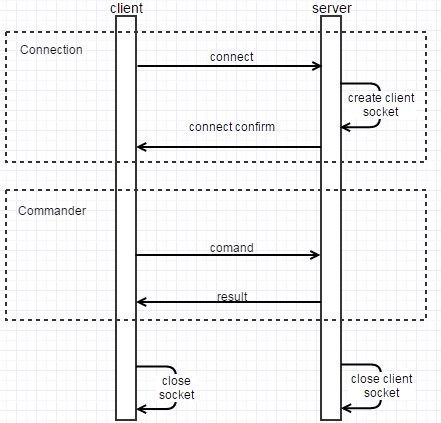 client
server
Connection
connect
create client
socket
connect confirm
Commander
comand
result
close
socket
close client
socket